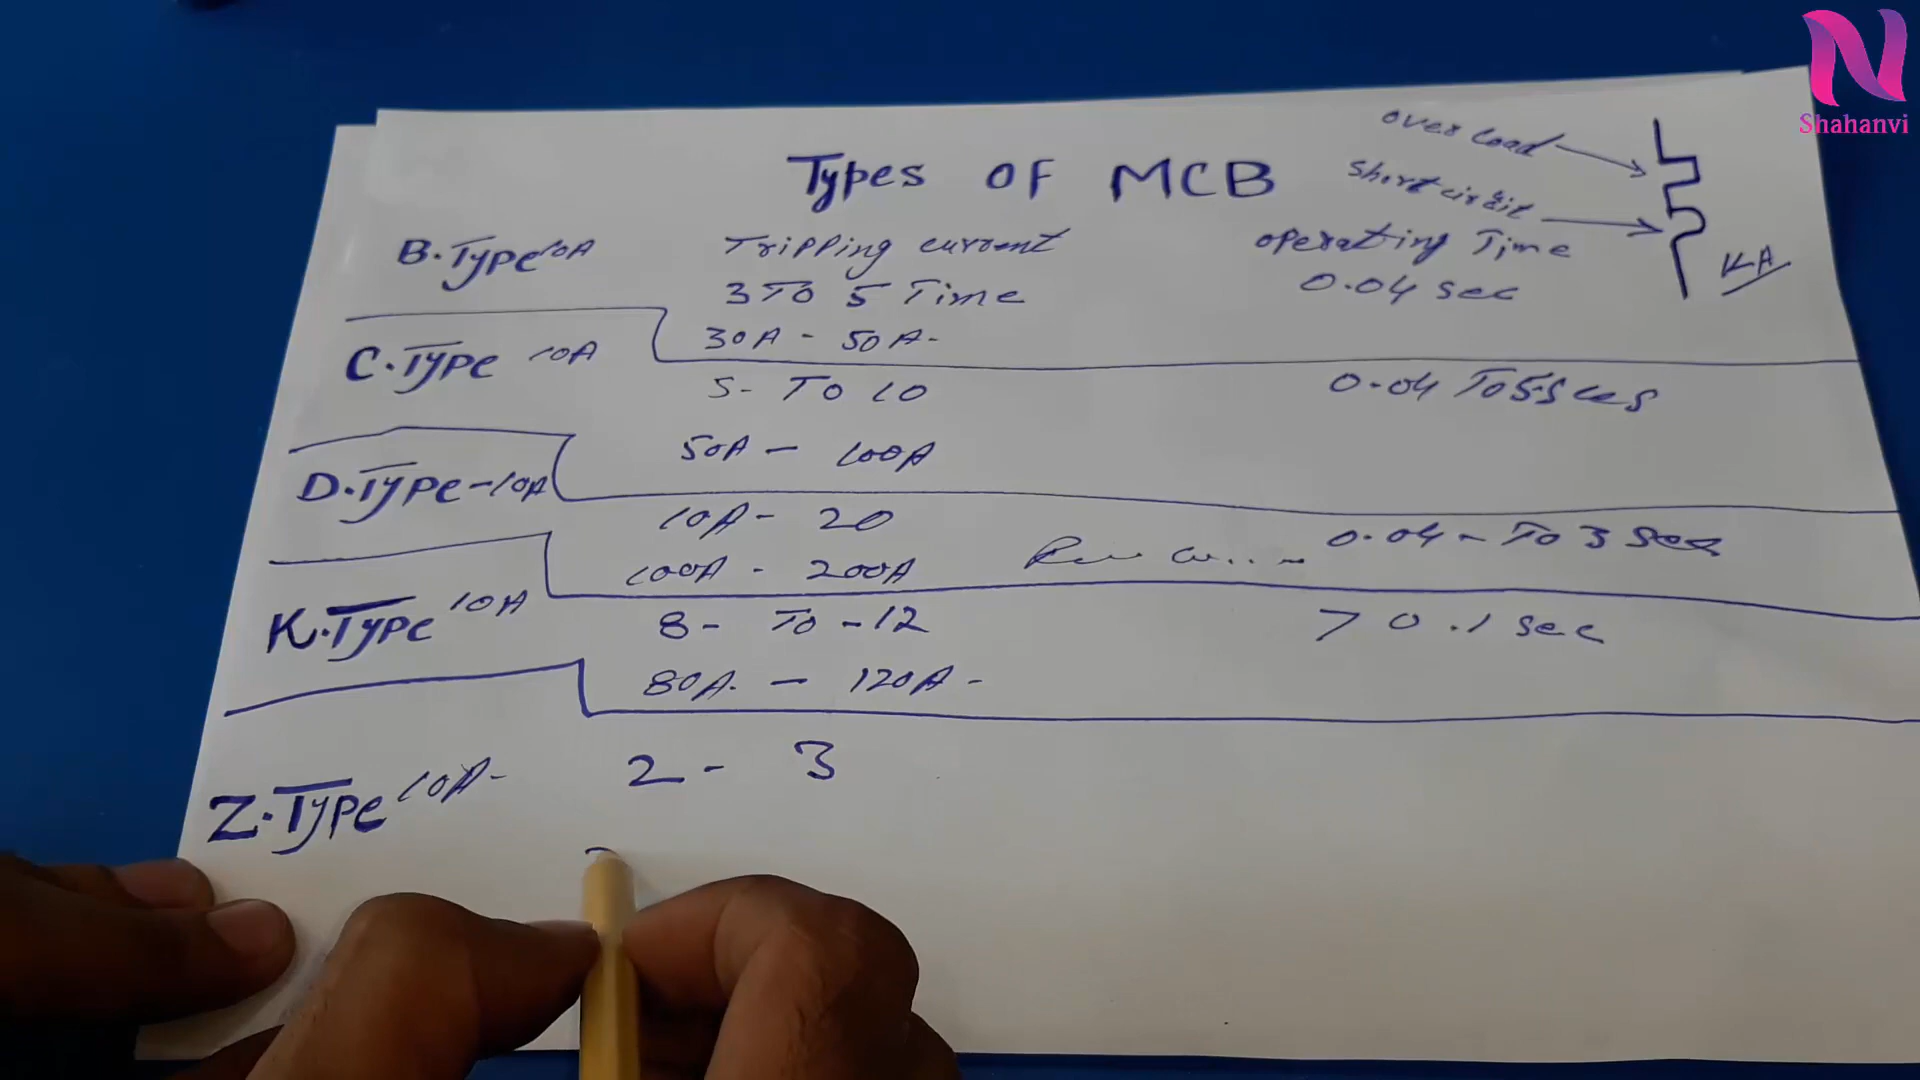 Shahanvi
over load
Types OF MCB
Short circuit
B.Type 10A Tripping current operating Time
KA
3 To 5 Time 0.04 sec
30A - 50A-
C.Type 10A
5- To 10 0.04 To 5
50A - 100A
D.Type-10A
10A- 20 0.04 - To 3 Sec
100A - 200A
K.Type 10A 8- To -12 > 0.1 sec
80A. - 120A-
2 - 3
Z.Type 10A-